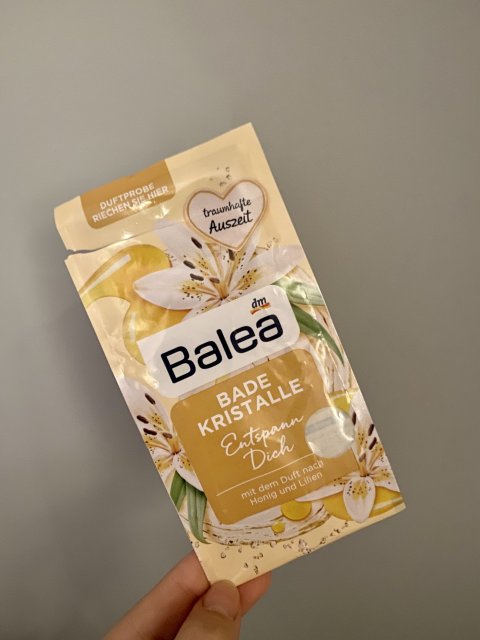 DUFTPROBE
RIECHEN SIE HIER
traumhafte
Auszeit
dm
Balea
BADE
KRISTALLE
Entspann
Dich
mit dem Duft nach
Honig und Lilien